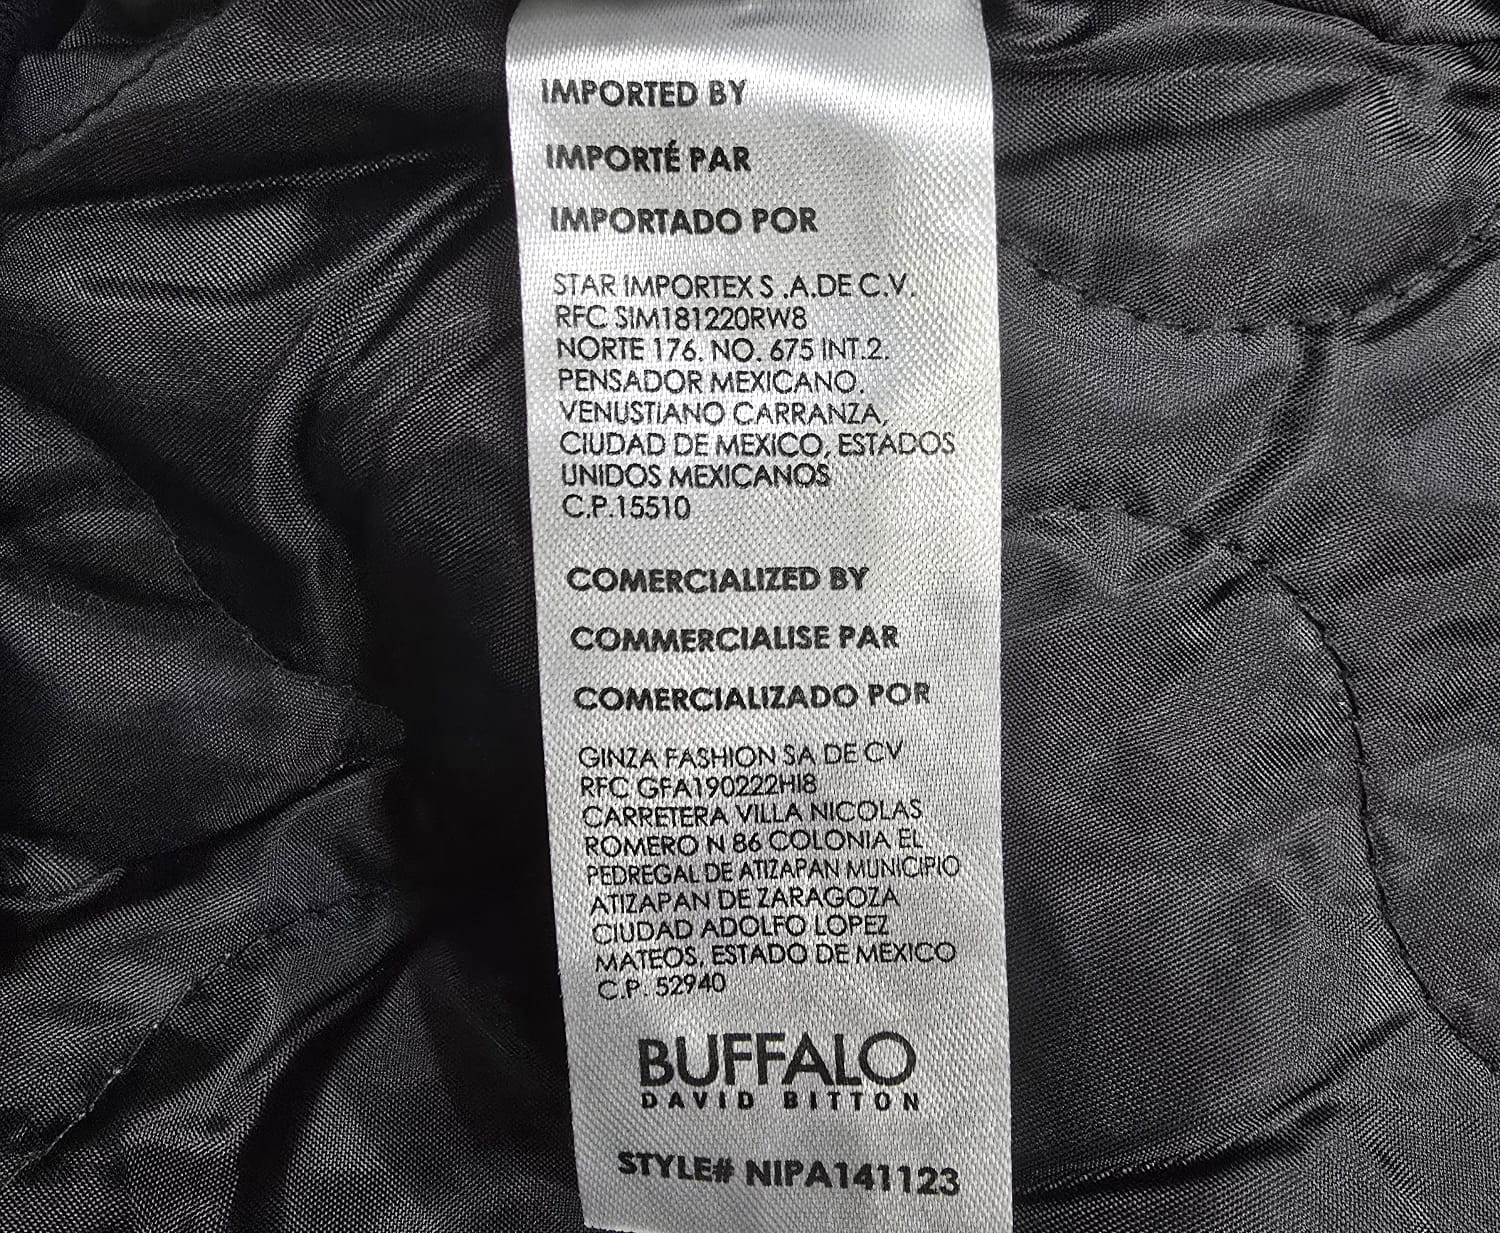 IMPORTED BY
IMPORTÉ PAR
IMPORTADO POR
STAR IMPORTEX S .A.DE C.V.
RFC SIM181220RW8
NORTE 176. NO. 675 INT.2.
PENSADOR MEXICANO.
VENUSTIANO CARRANZA,
CIUDAD DE MEXICO, ESTADOS
UNIDOS MEXICANOS
C.P.15510
COMERCIALIZED BY
COMMERCIALISE PAR
COMERCIALIZADO POR
GINZA FASHION SA DE CV
RFC GFA190222HI8
CARRETERA VILLA NICOLAS
ROMERO N 86 COLONIA EL
PEDREGAL DE ATIZAPAN MUNICIPIO
ATIZAPAN DE ZARAGOZA
CIUDAD ADOLFO LOPEZ
MATEOS, ESTADO DE MEXICO
C.P. 52940
BUFFALO
DAVID BITTON
STYLE# NIPA141123